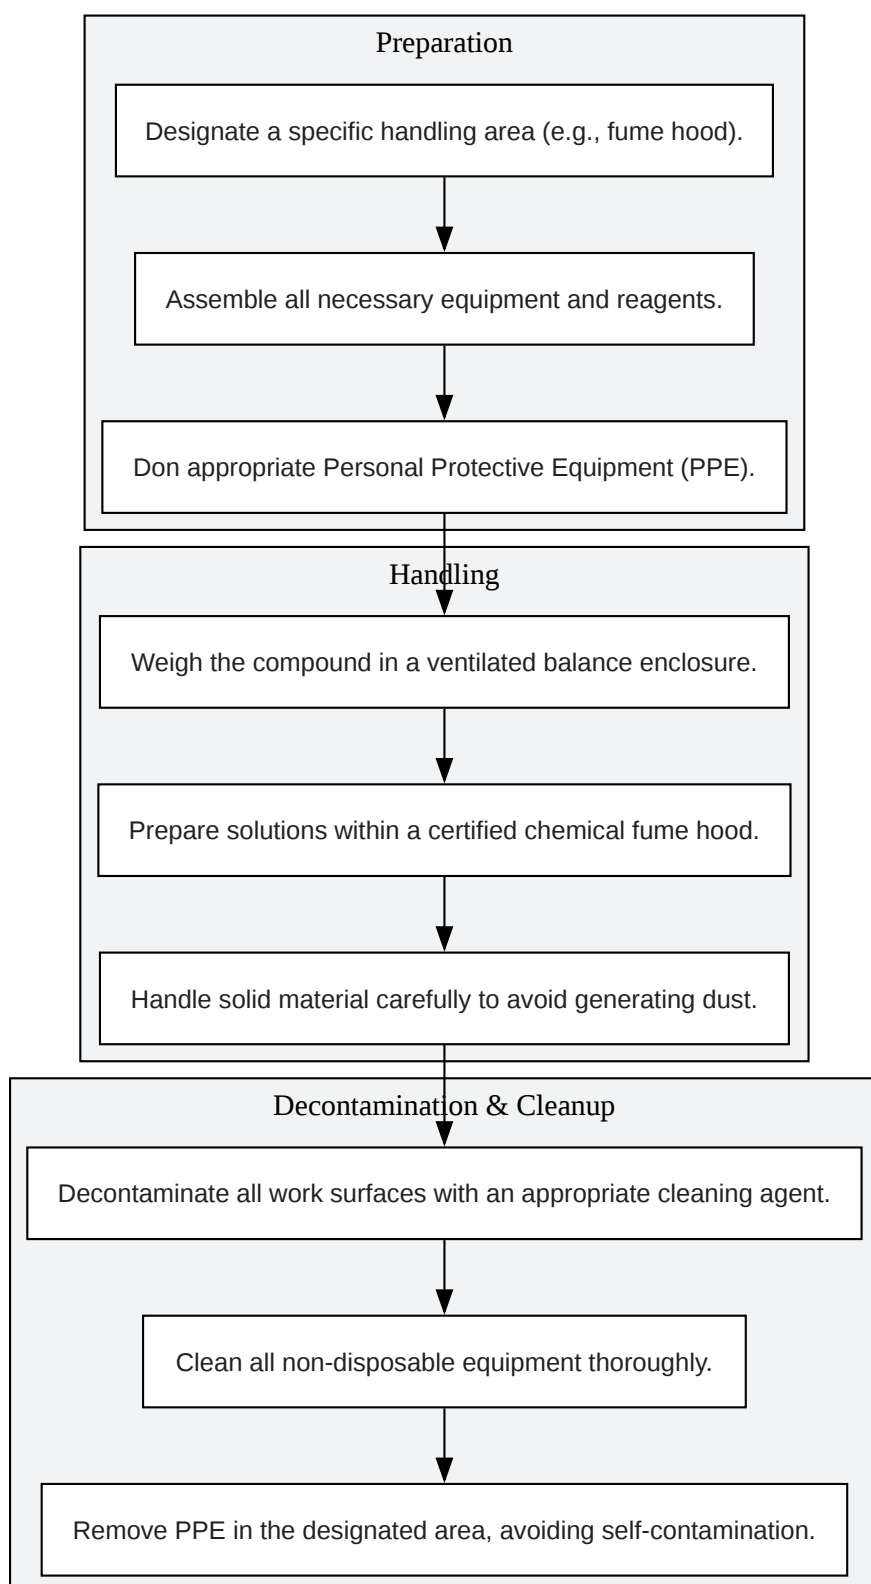 Preparation
Designate a specific handling area (e.g., fume hood).
Assemble all necessary equipment and reagents.
Don appropriate Personal Protective Equipment (PPE).
Handling
Weigh the compound in a ventilated balance enclosure.
Prepare solutions within a certified chemical fume hood.
Handle solid material carefully to avoid generating dust.
Decontamination & Cleanup
Decontaminate all work surfaces with an appropriate cleaning agent.
Clean all non-disposable equipment thoroughly.
Remove PPE in the designated area, avoiding self-contamination.